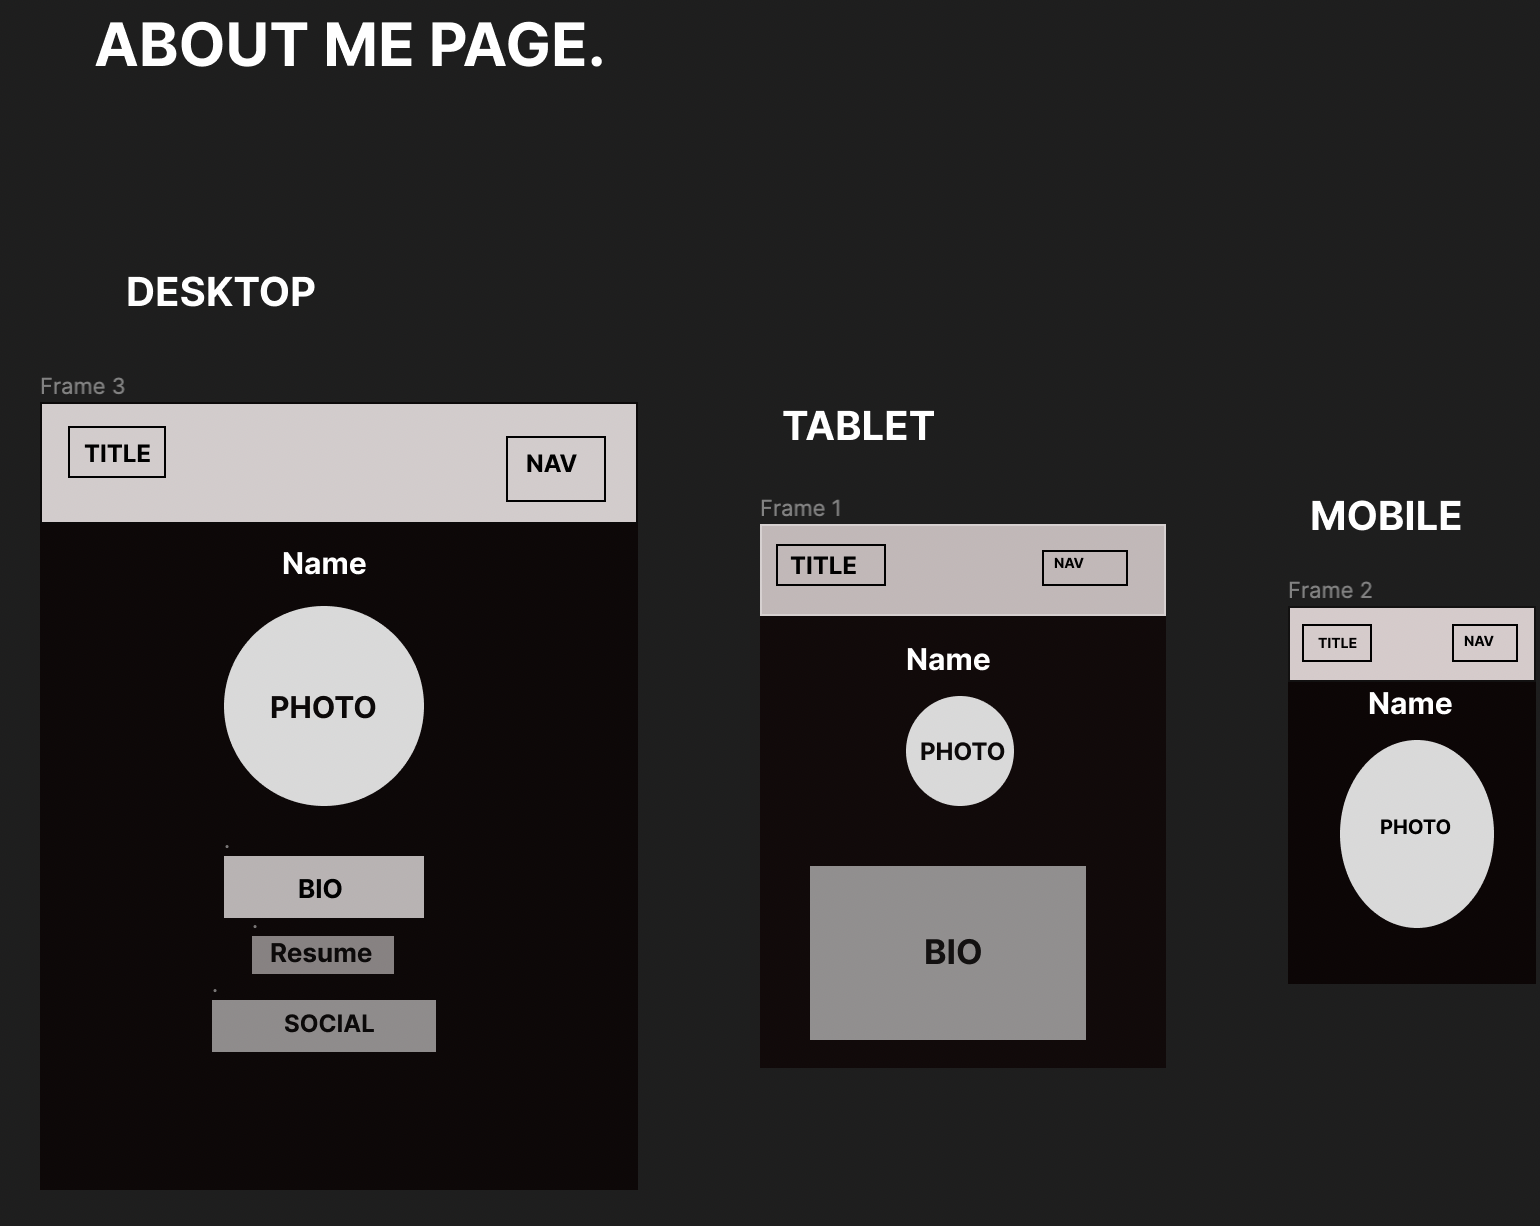 ABOUT ME PAGE.
DESKTOP
Frame 3
TITLE
NAV
Name
PHOTO
BIO
Resume
SOCIAL
TABLET
Frame 1
TITLE
NAV
Name
PHOTO
BIO
MOBILE
Frame 2
TITLE
NAV
Name
PHOTO